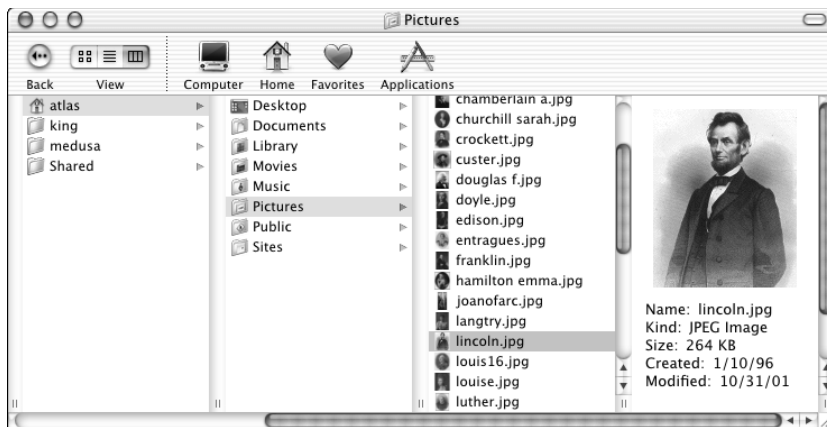 Pictures
Back
View
Computer
Home
Favorites
Applications
atlas
king
medusa
Shared
Desktop
Documents
Library
Movies
Music
Pictures
Public
Sites
chamberlain a.jpg
churchill sarah.jpg
crockett.jpg
custer.jpg
douglas f.jpg
doyle.jpg
edison.jpg
entragues.jpg
franklin.jpg
hamilton emma.jpg
joanofarc.jpg
langtry.jpg
lincoln.jpg
louis16.jpg
louise.jpg
luther.jpg
Name: lincoln.jpg
Kind: JPEG Image
Size: 264 KB
Created: 1/10/96
Modified: 10/31/01